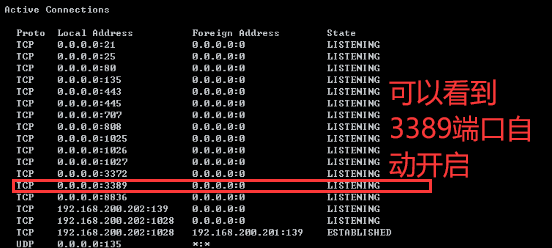 Active Connections
Proto Local Address Foreign Address State
TCP 0.0.0.0:21 0.0.0.0:0 LISTENING
TCP 0.0.0.0:25 0.0.0.0:0 LISTENING
TCP 0.0.0.0:80 0.0.0.0:0 LISTENING
TCP 0.0.0.0:135 0.0.0.0:0 LISTENING
TCP 0.0.0.0:443 0.0.0.0:0 LISTENING
TCP 0.0.0.0:445 0.0.0.0:0 LISTENING
TCP 0.0.0.0:707 0.0.0.0:0 LISTENING
TCP 0.0.0.0:808 0.0.0.0:0 LISTENING
TCP 0.0.0.0:1025 0.0.0.0:0 LISTENING
TCP 0.0.0.0:1026 0.0.0.0:0 LISTENING
TCP 0.0.0.0:1027 0.0.0.0:0 LISTENING
TCP 0.0.0.0:3372 0.0.0.0:0 LISTENING
TCP 0.0.0.0:3389 0.0.0.0:0 LISTENING
TCP 0.0.0.0:8836 0.0.0.0:0 LISTENING
TCP 192.168.200.202:139 0.0.0.0:0 LISTENING
TCP 192.168.200.202:1028 0.0.0.0:0 LISTENING
TCP 192.168.200.202:1028 192.168.200.201:139 ESTABLISHED
UDP 0.0.0.0:135 *:*
可以看到
3389端口自
动开启